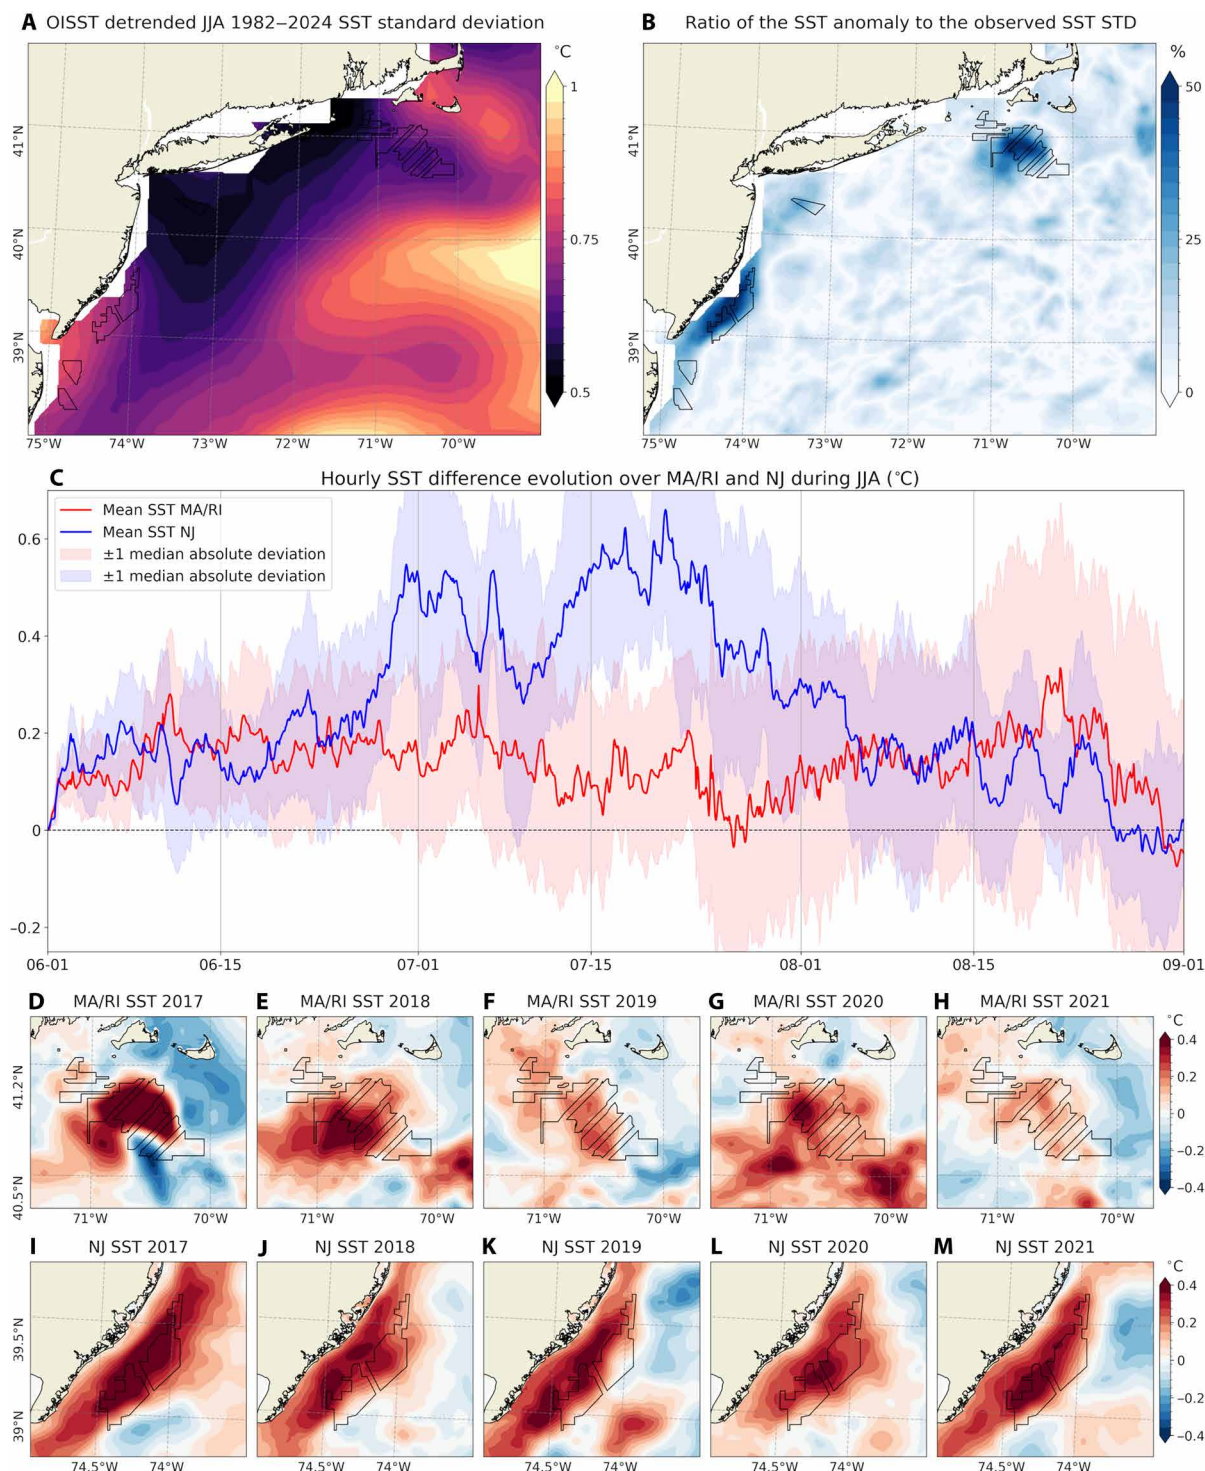 A OISST detrended JJA 1982–2024 SST standard deviation
°C
1
0.75
0.5
41°N
40°N
39°N
75°W 74°W 73°W 72°W 71°W 70°W
B Ratio of the SST anomaly to the observed SST STD
%
50
25
0
41°N
40°N
39°N
75°W 74°W 73°W 72°W 71°W 70°W
C Hourly SST difference evolution over MA/RI and NJ during JJA (°C)
Mean SST MA/RI
Mean SST NJ
±1 median absolute deviation
±1 median absolute deviation
0.6
0.4
0.2
0
–0.2
06-01 06-15 07-01 07-15 08-01 08-15 09-01
D MA/RI SST 2017
E MA/RI SST 2018
F MA/RI SST 2019
G MA/RI SST 2020
H MA/RI SST 2021
41.2°N
40.5°N
71°W 70°W
71°W 70°W
71°W 70°W
71°W 70°W
71°W 70°W
°C
0.4
0.2
0
–0.2
–0.4
I NJ SST 2017
J NJ SST 2018
K NJ SST 2019
L NJ SST 2020
M NJ SST 2021
39.5°N
39°N
74.5°W 74°W
74.5°W 74°W
74.5°W 74°W
74.5°W 74°W
74.5°W 74°W
°C
0.4
0.2
0
–0.2
–0.4